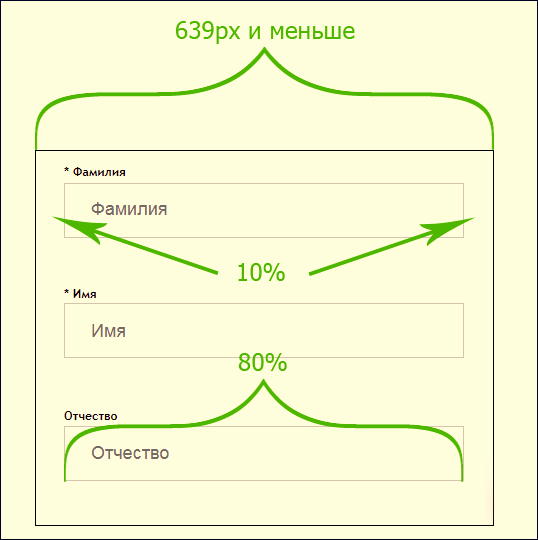 639px и меньше
* Фамилия
Фамилия
10%
* Имя
Имя
80%
Отчество
Отчество